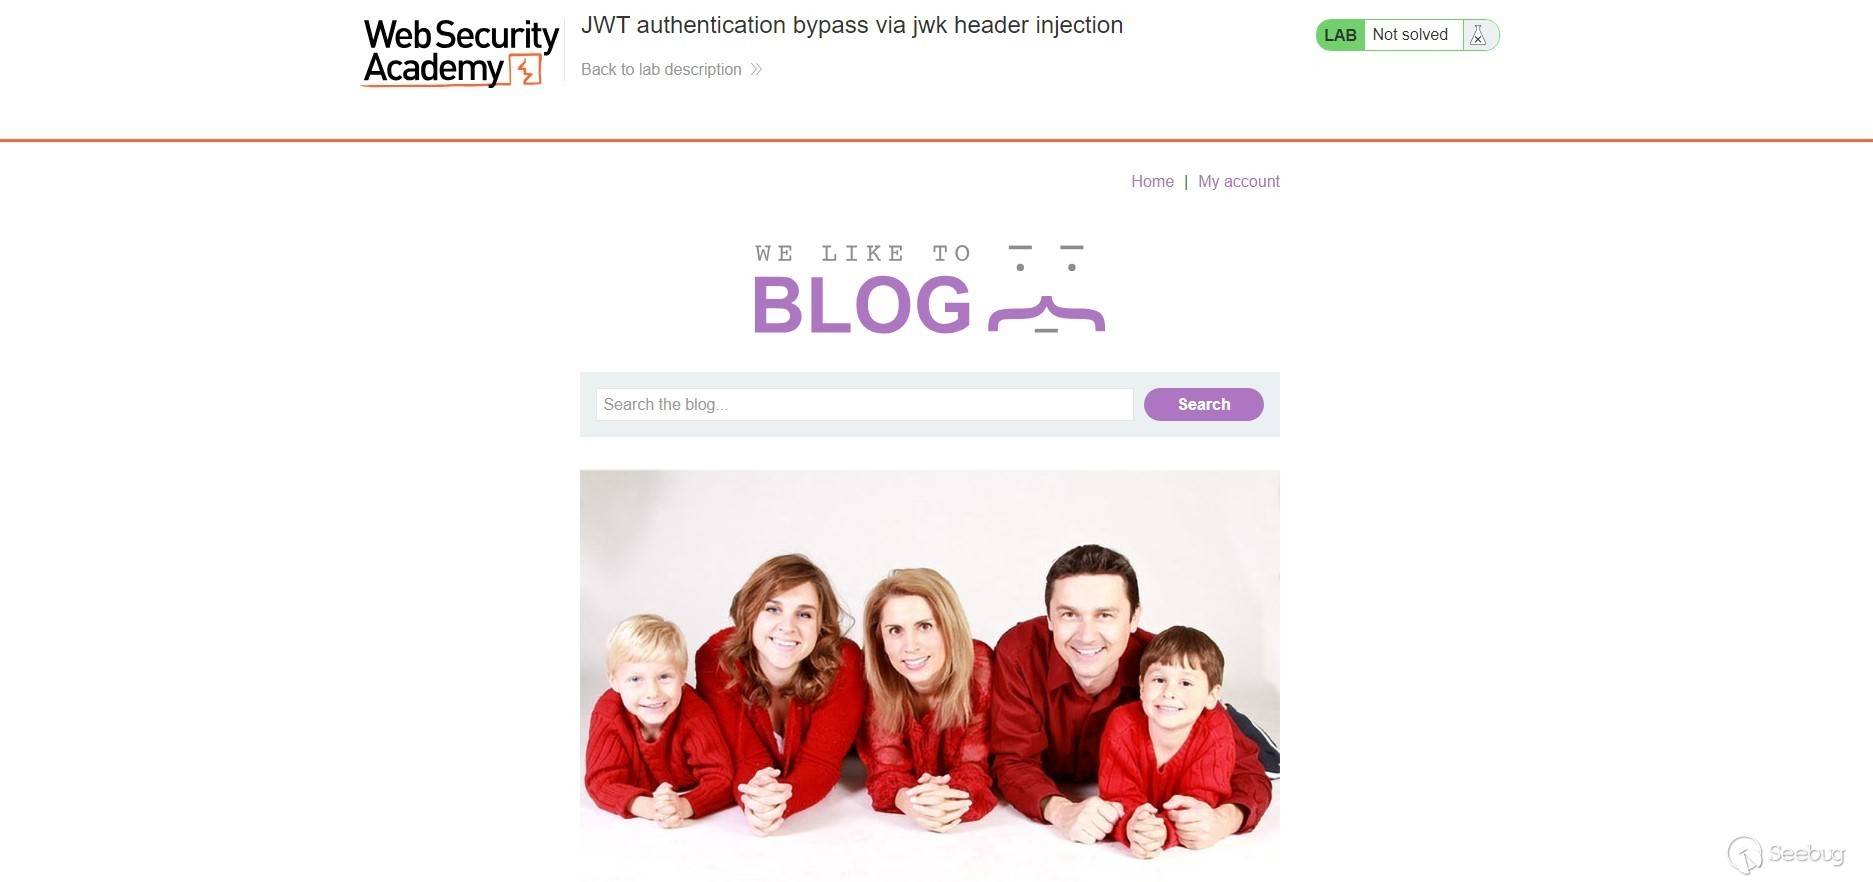 Web Security
Academy
JWT authentication bypass via jwk header injection
Back to lab description
LAB Not solved
Home | My account
WE LIKE TO
BLOG
Search the blog...
Search
Seebug